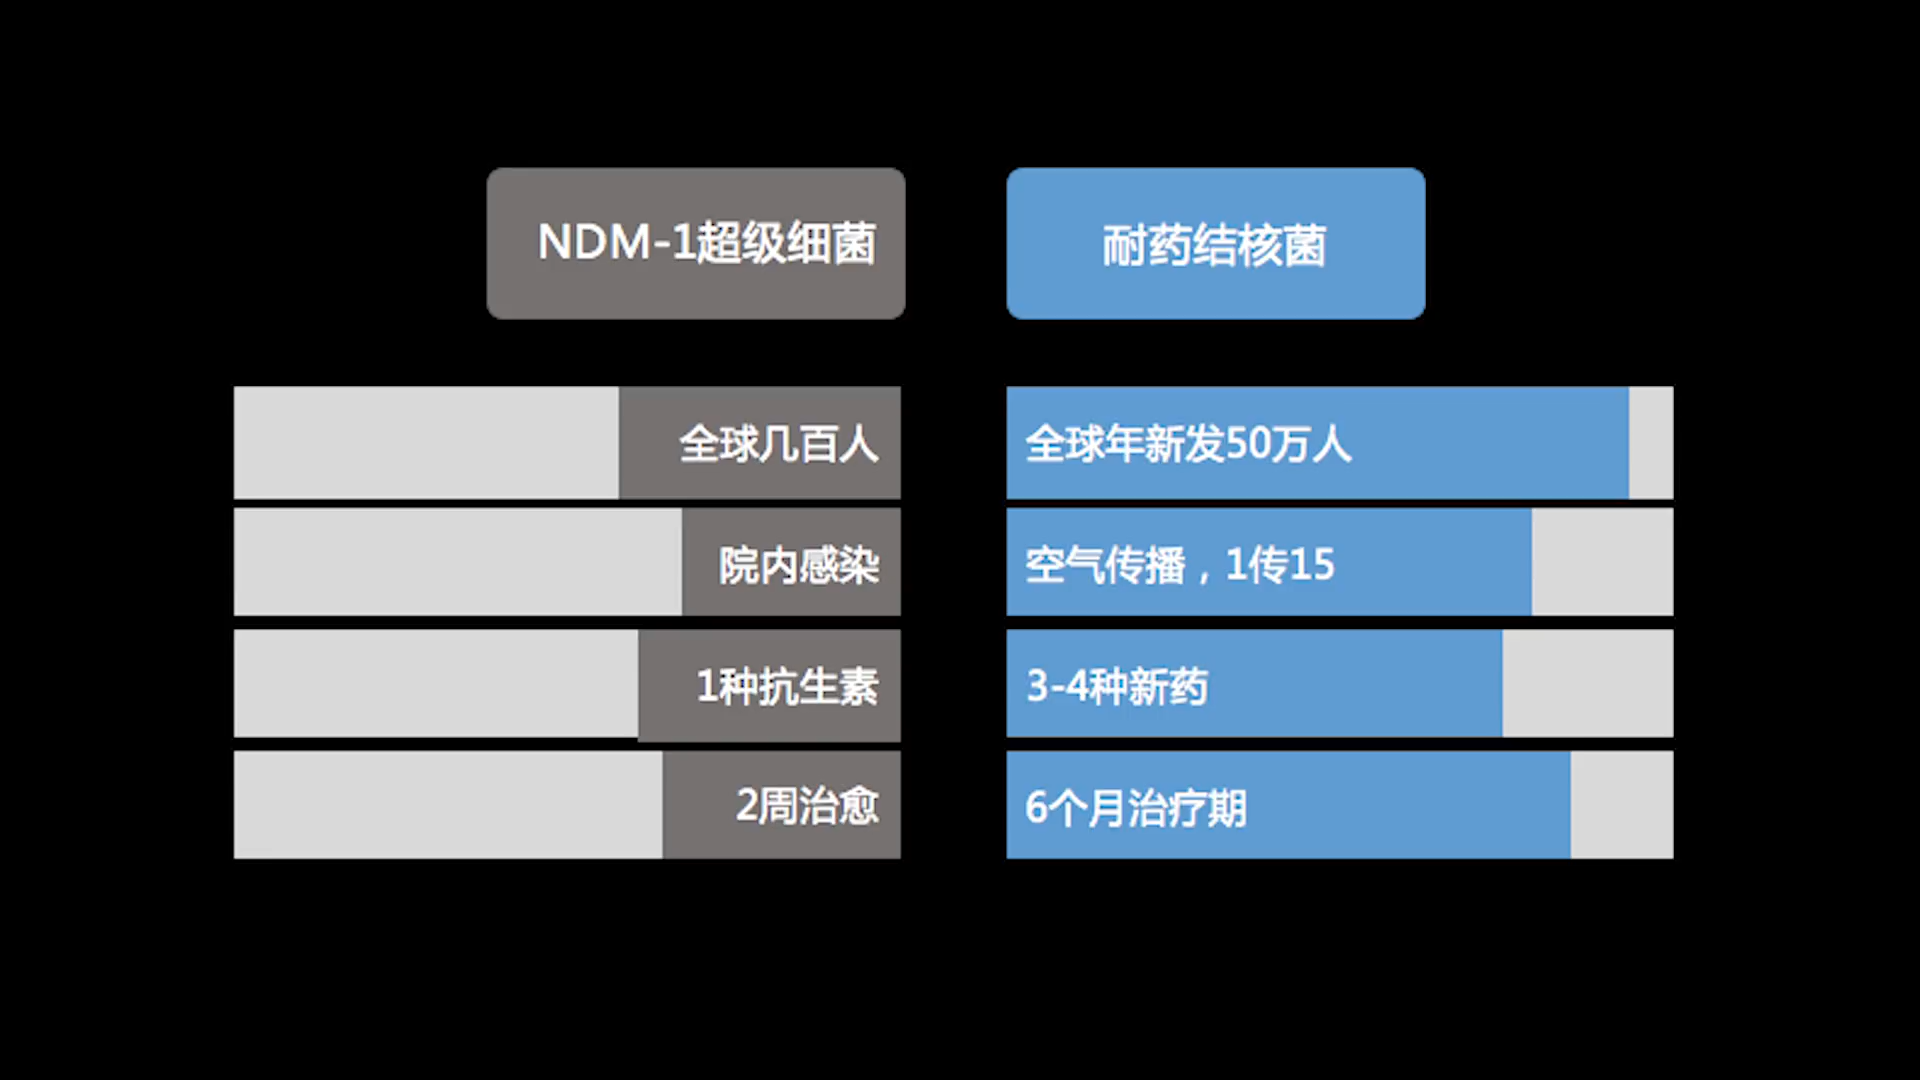 NDM-1超级细菌
耐药结核菌
全球几百人
全球年新发50万人
院内感染
空气传播，1传15
1种抗生素
3-4种新药
2周治愈
6个月治疗期